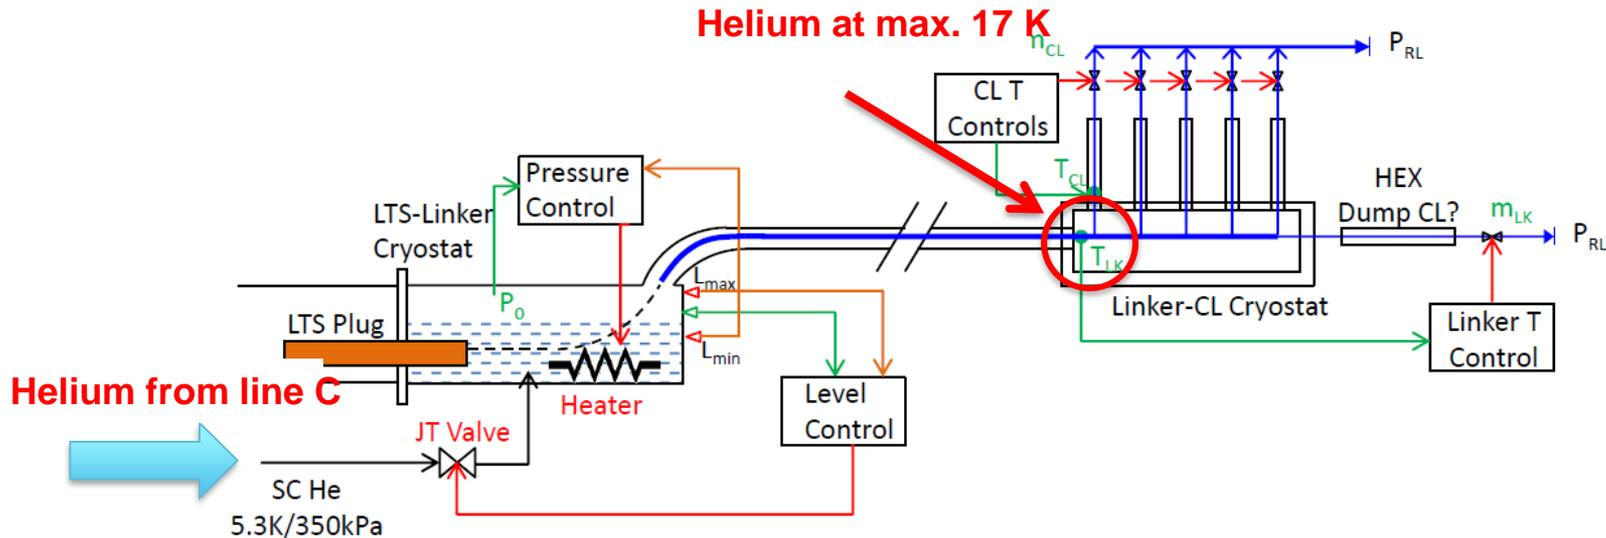 Helium at max. 17 K
n_CL
P_RL
CL T
Controls
T_CL
Pressure
Control
LTS-Linker
Cryostat
HEX
Dump CL?
m_LK
P_RL
T_LK
L_max
P_0
Linker-CL Cryostat
LTS Plug
L_min
Linker T
Control
Helium from line C
Heater
Level
Control
JT Valve
SC He
5.3K/350kPa